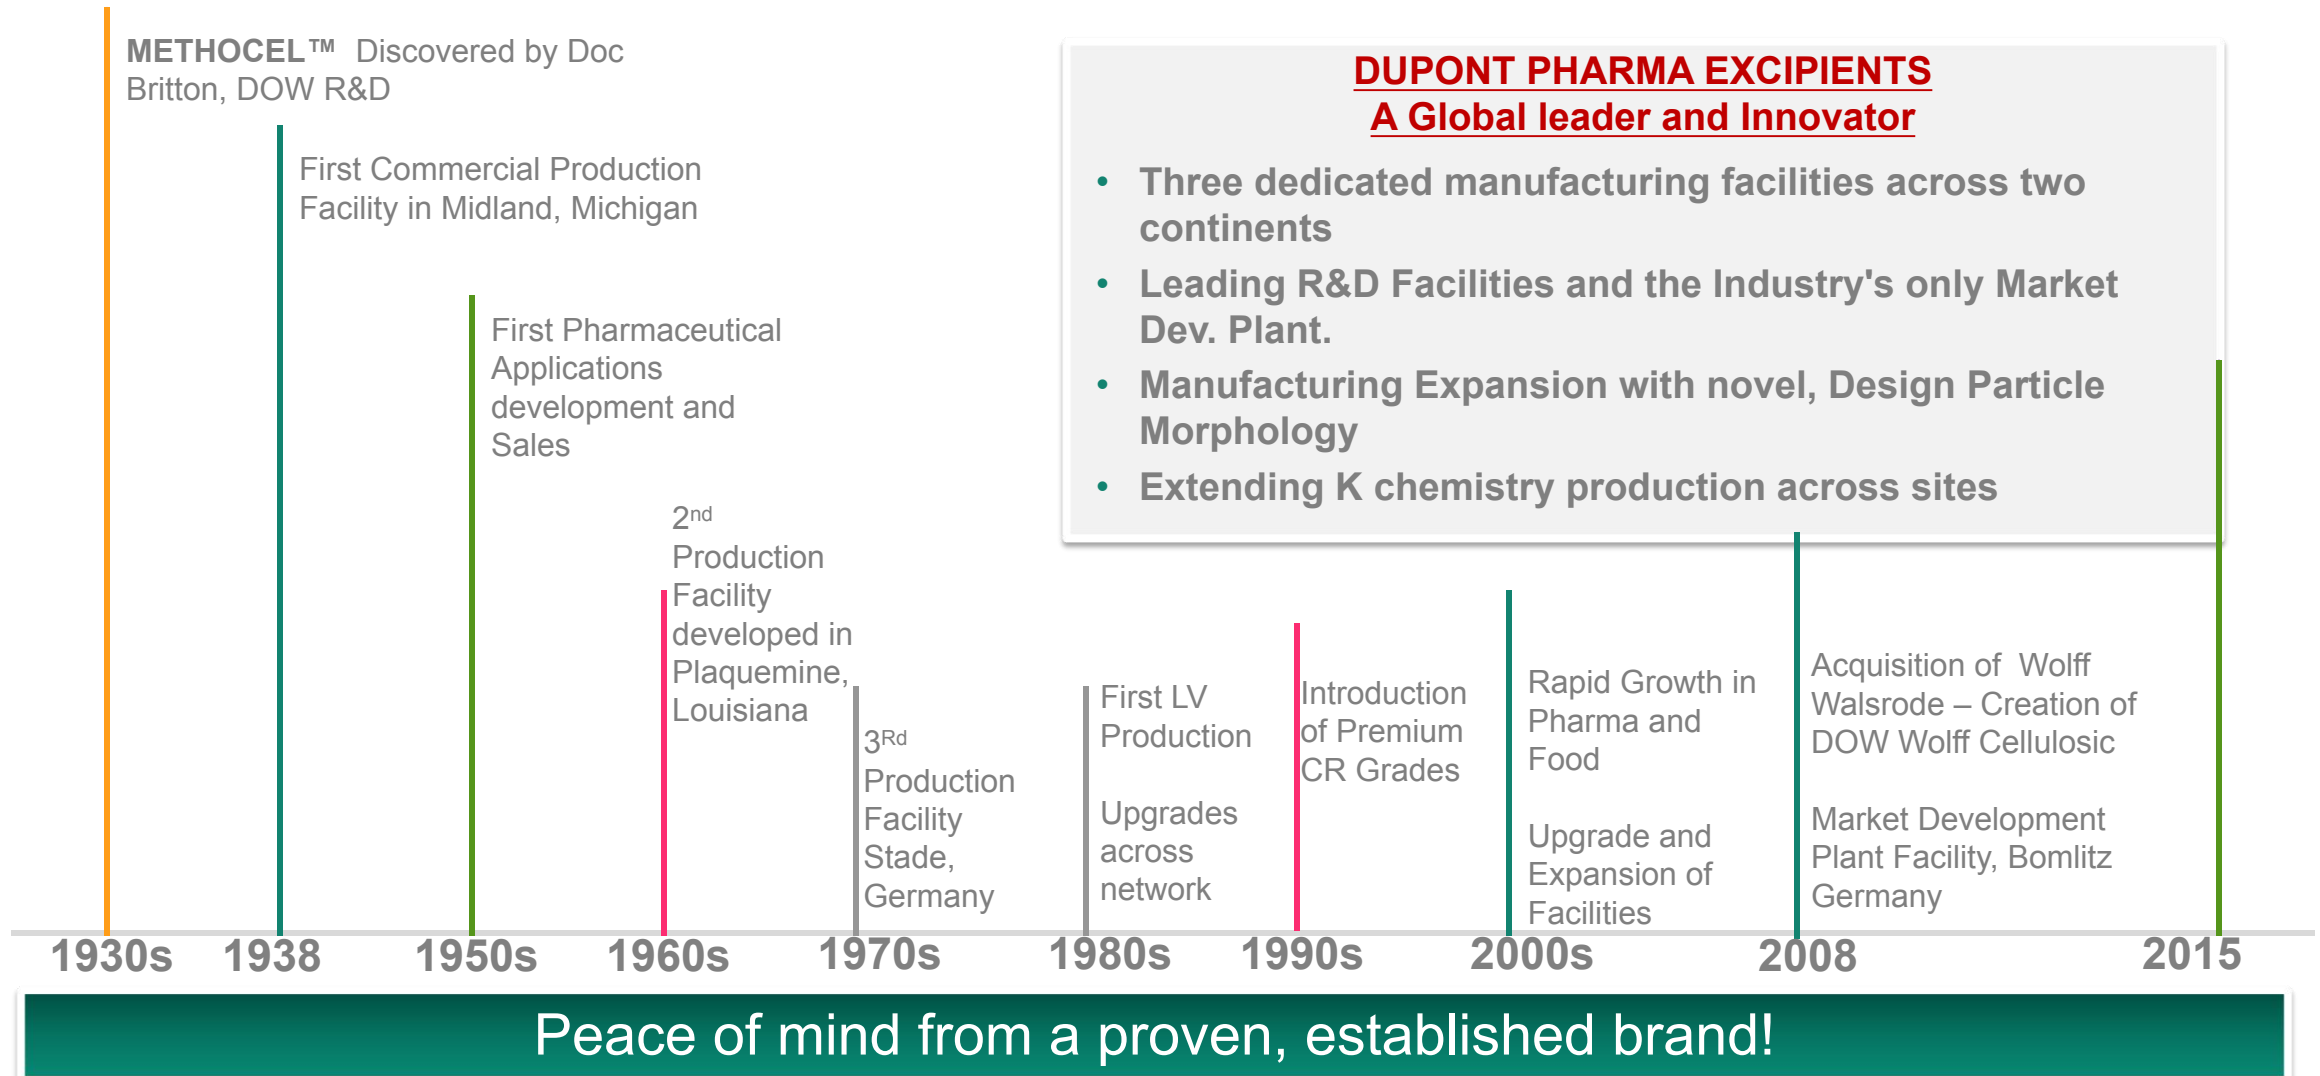 METHOCEL™ Discovered by Doc
Britton, DOW R&D
First Commercial Production
Facility in Midland, Michigan
First Pharmaceutical
Applications
development and
Sales
2nd
Production
Facility
developed in
Plaquemine,
Louisiana
3Rd
Production
Facility
Stade,
Germany
First LV
Production
Upgrades
across
network
Introduction
of Premium
CR Grades
Rapid Growth in
Pharma and
Food
Upgrade and
Expansion of
Facilities
Acquisition of Wolff
Walsrode – Creation of
DOW Wolff Cellulosic
Market Development
Plant Facility, Bomlitz
Germany
DUPONT PHARMA EXCIPIENTS
A Global leader and Innovator
• Three dedicated manufacturing facilities across two
continents
• Leading R&D Facilities and the Industry's only Market
Dev. Plant.
• Manufacturing Expansion with novel, Design Particle
Morphology
• Extending K chemistry production across sites
1930s 1938 1950s 1960s 1970s 1980s 1990s 2000s 2008 2015
Peace of mind from a proven, established brand!